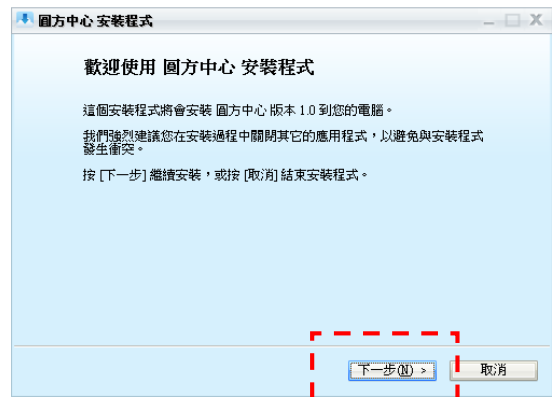 圓方中心 安裝程式
歡迎使用 圓方中心 安裝程式
這個安裝程式將會安裝 圓方中心 版本 1.0 到您的電腦。
我們強烈建議您在安裝過程中關閉其它的應用程式，以避免與安裝程式
發生衝突。
按 [下一步] 繼續安裝，或按 [取消] 結束安裝程式。
下一步(N) >
取消